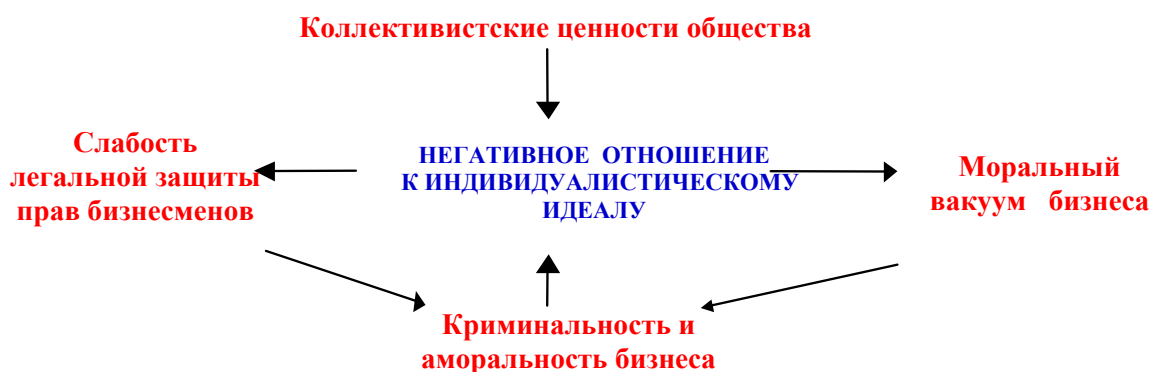 Коллективистские ценности общества
Слабость
легальной защиты
прав бизнесменов
НЕГАТИВНОЕ ОТНОШЕНИЕ
К ИНДИВИДУАЛИСТИЧЕСКОМУ
ИДЕАЛУ
Моральный
вакуум бизнеса
Криминальность и
аморальность бизнеса